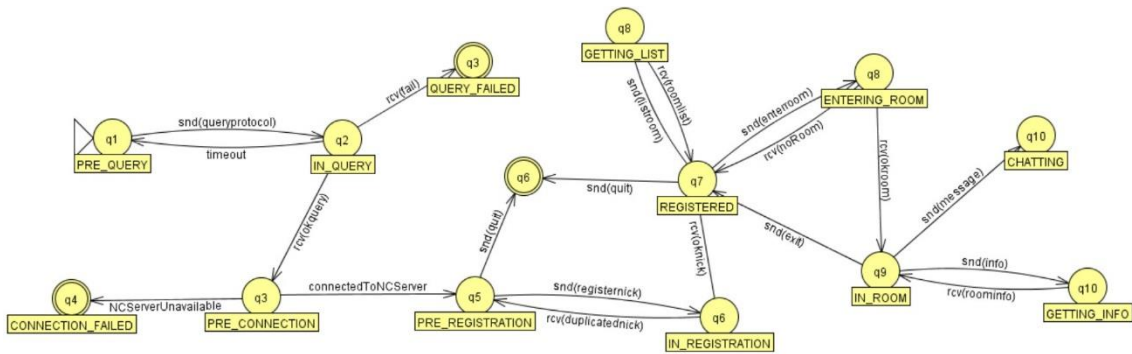 q8
GETTING_LIST
q3
QUERY_FAILED
rcv(fail)
rcv(roomlist)
snd(listroom)
q8
ENTERING_ROOM
snd(enterroom)
rcv(noRoom)
q1
PRE_QUERY
snd(queryprotocol)
timeout
q2
IN_QUERY
q10
CHATTING
q6
snd(quit)
q7
REGISTERED
rcv(okroom)
snd(message)
rcv(okquery)
snd(quit)
rcv(oknick)
snd(exit)
q9
IN_ROOM
snd(info)
rcv(roominfo)
q10
GETTING_INFO
q4
CONNECTION_FAILED
NCServerUnavailable
q3
PRE_CONNECTION
connectedToNCServer
q5
PRE_REGISTRATION
snd(registernick)
rcv(duplicatednick)
q6
IN_REGISTRATION